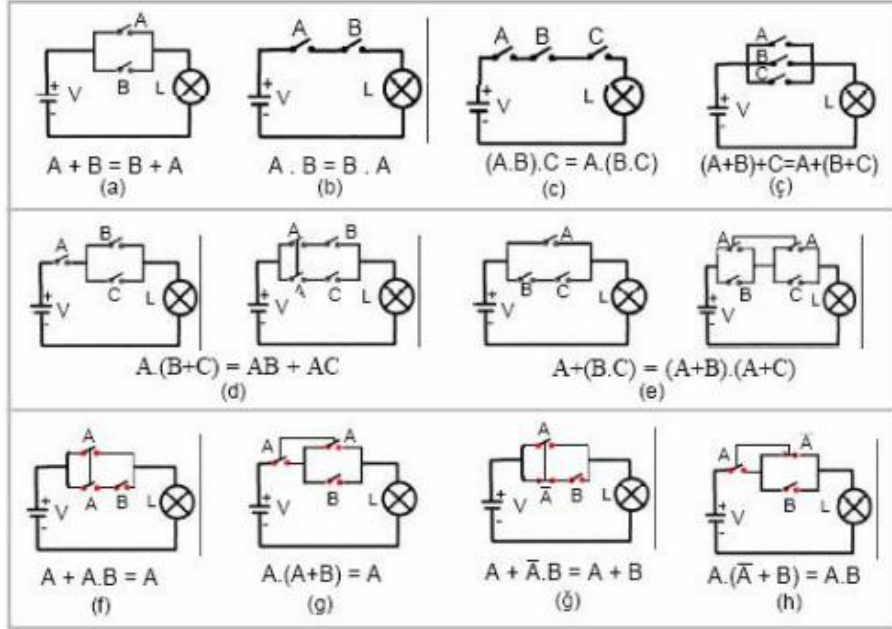 A
B
+
-
V
L
A + B = B + A
(a)
A B
+
-
V
L
A . B = B . A
(b)
A B C
+
-
V
L
(A.B).C = A.(B.C)
(c)
A
B
C
+
-
V
L
(A+B)+C=A+(B+C)
(ç)
A B
C
+
-
V
L
A B
A C
+
-
V
L
A.(B+C) = AB + AC
(d)
A
B C
+
-
V
L
A A
B C
+
-
V
L
A+(B.C) = (A+B).(A+C)
(e)
A
A B
+
-
V
L
A + A.B = A
(f)
A A
B
+
-
V
L
A.(A+B) = A
(g)
A
A̅ B
+
-
V
L
A + A̅.B = A + B
(ğ)
A A̅
B
+
-
V
L
A.(A̅ + B) = A.B
(h)